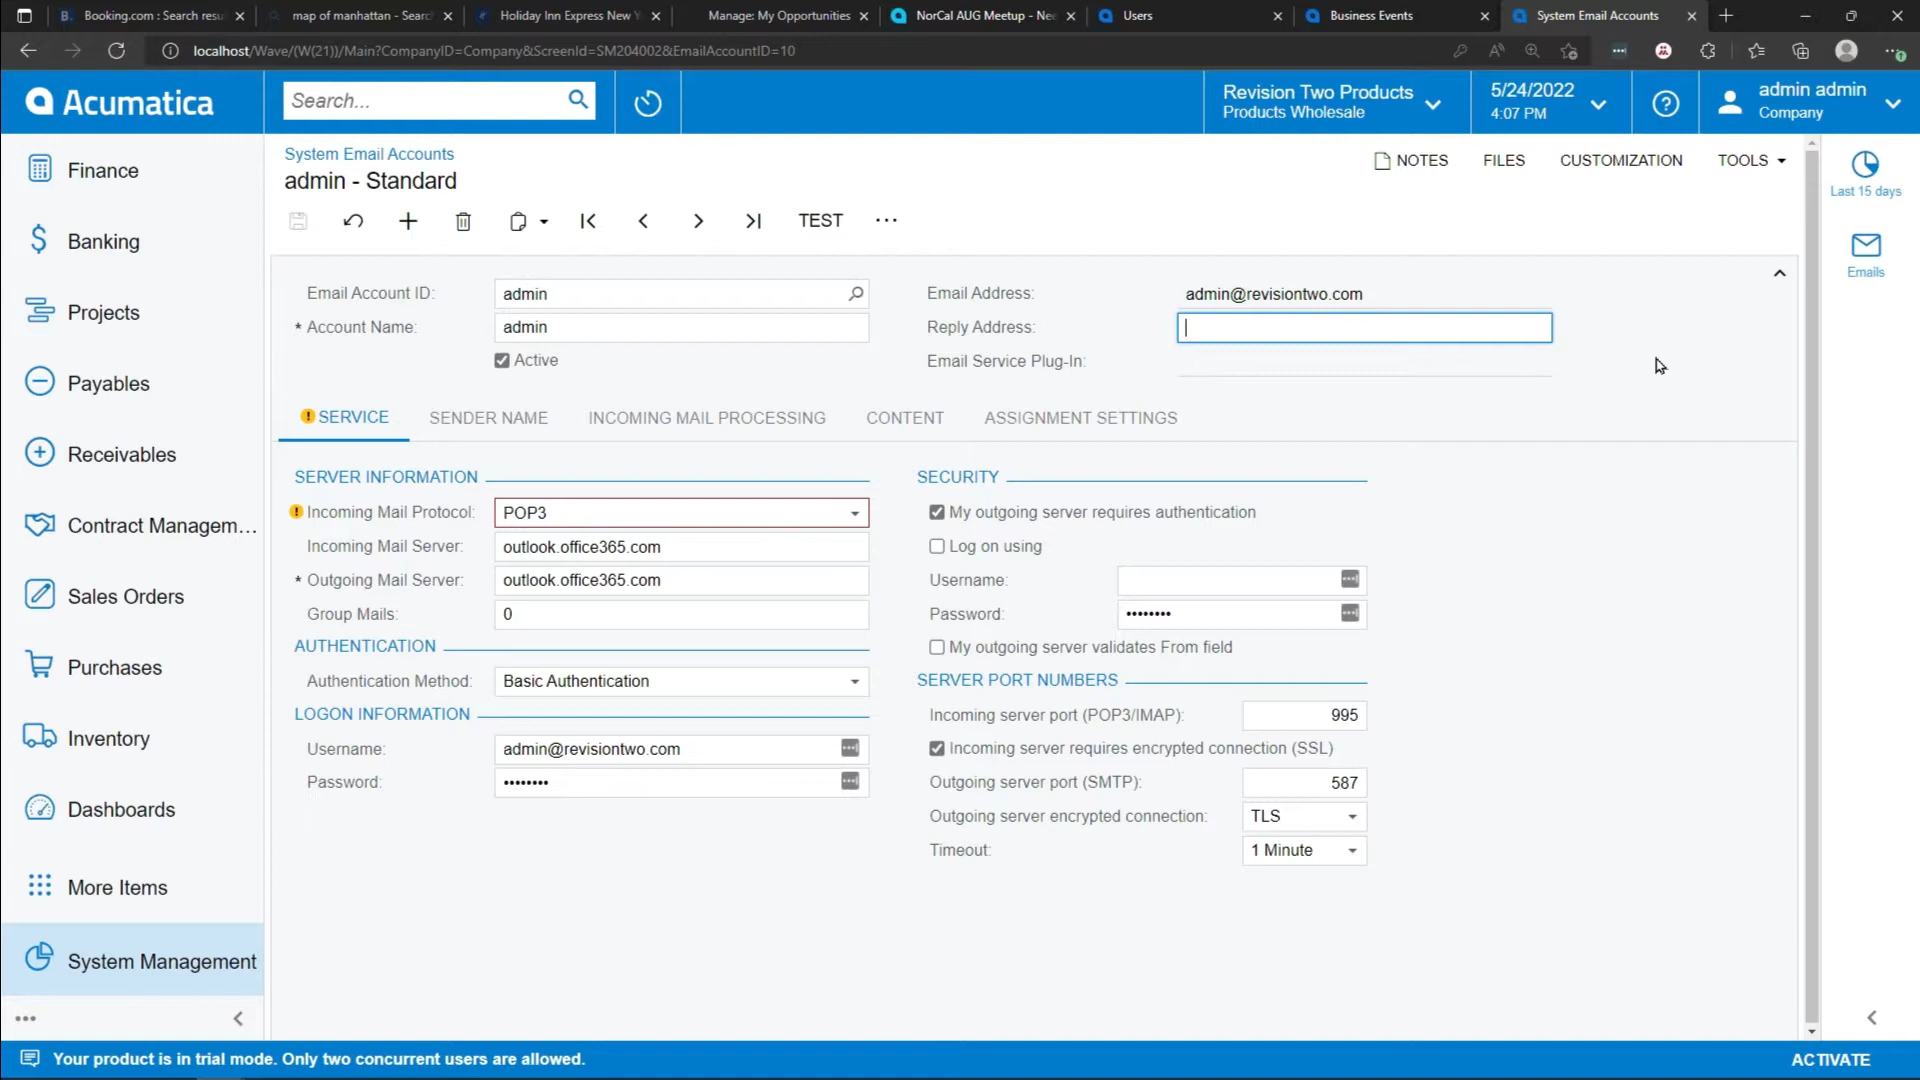 Booking.com : Search resu
map of manhattan - Search
Holiday Inn Express New Y
Manage: My Opportunities
NorCal AUG Meetup - Nee
Users
Business Events
System Email Accounts
localhost/Wave/(W(21))/Main?CompanyID=Company&ScreenId=SM204002&EmailAccountID=10
Acumatica
Search...
Revision Two Products
Products Wholesale
5/24/2022
4:07 PM
admin admin
Company
Finance
Banking
Projects
Payables
Receivables
Contract Managem...
Sales Orders
Purchases
Inventory
Dashboards
More Items
System Management
System Email Accounts
admin - Standard
NOTES
FILES
CUSTOMIZATION
TOOLS
TEST
Last 15 days
Emails
Email Account ID: admin
* Account Name: admin
Active
Email Address: admin@revisiontwo.com
Reply Address:
Email Service Plug-In:
SERVICE
SENDER NAME
INCOMING MAIL PROCESSING
CONTENT
ASSIGNMENT SETTINGS
SERVER INFORMATION
Incoming Mail Protocol: POP3
Incoming Mail Server: outlook.office365.com
* Outgoing Mail Server: outlook.office365.com
Group Mails: 0
AUTHENTICATION
Authentication Method: Basic Authentication
LOGON INFORMATION
Username: admin@revisiontwo.com
Password: ••••••••
SECURITY
My outgoing server requires authentication
Log on using
Username:
Password: ••••••••
My outgoing server validates From field
SERVER PORT NUMBERS
Incoming server port (POP3/IMAP): 995
Incoming server requires encrypted connection (SSL)
Outgoing server port (SMTP): 587
Outgoing server encrypted connection: TLS
Timeout: 1 Minute
Your product is in trial mode. Only two concurrent users are allowed.
ACTIVATE